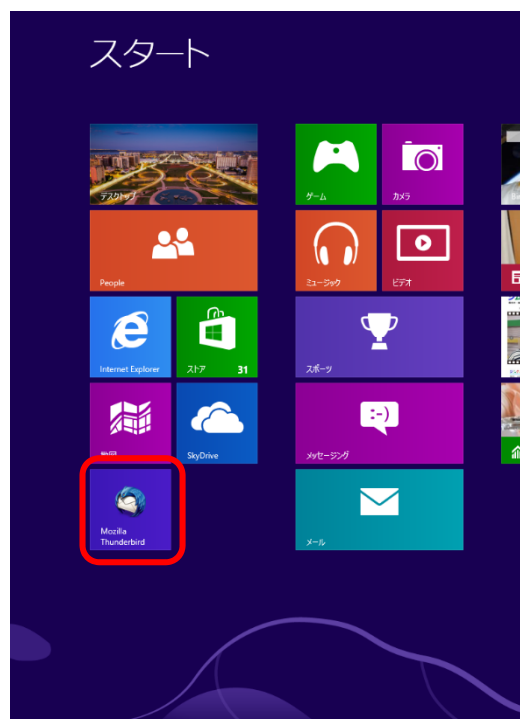 スタート
デスクトップ
People
Internet Explorer
ストア
31
地図
SkyDrive
Mozilla
Thunderbird
ゲーム
カメラ
ミュージック
ビデオ
スポーツ
:-)
メッセージング
メール